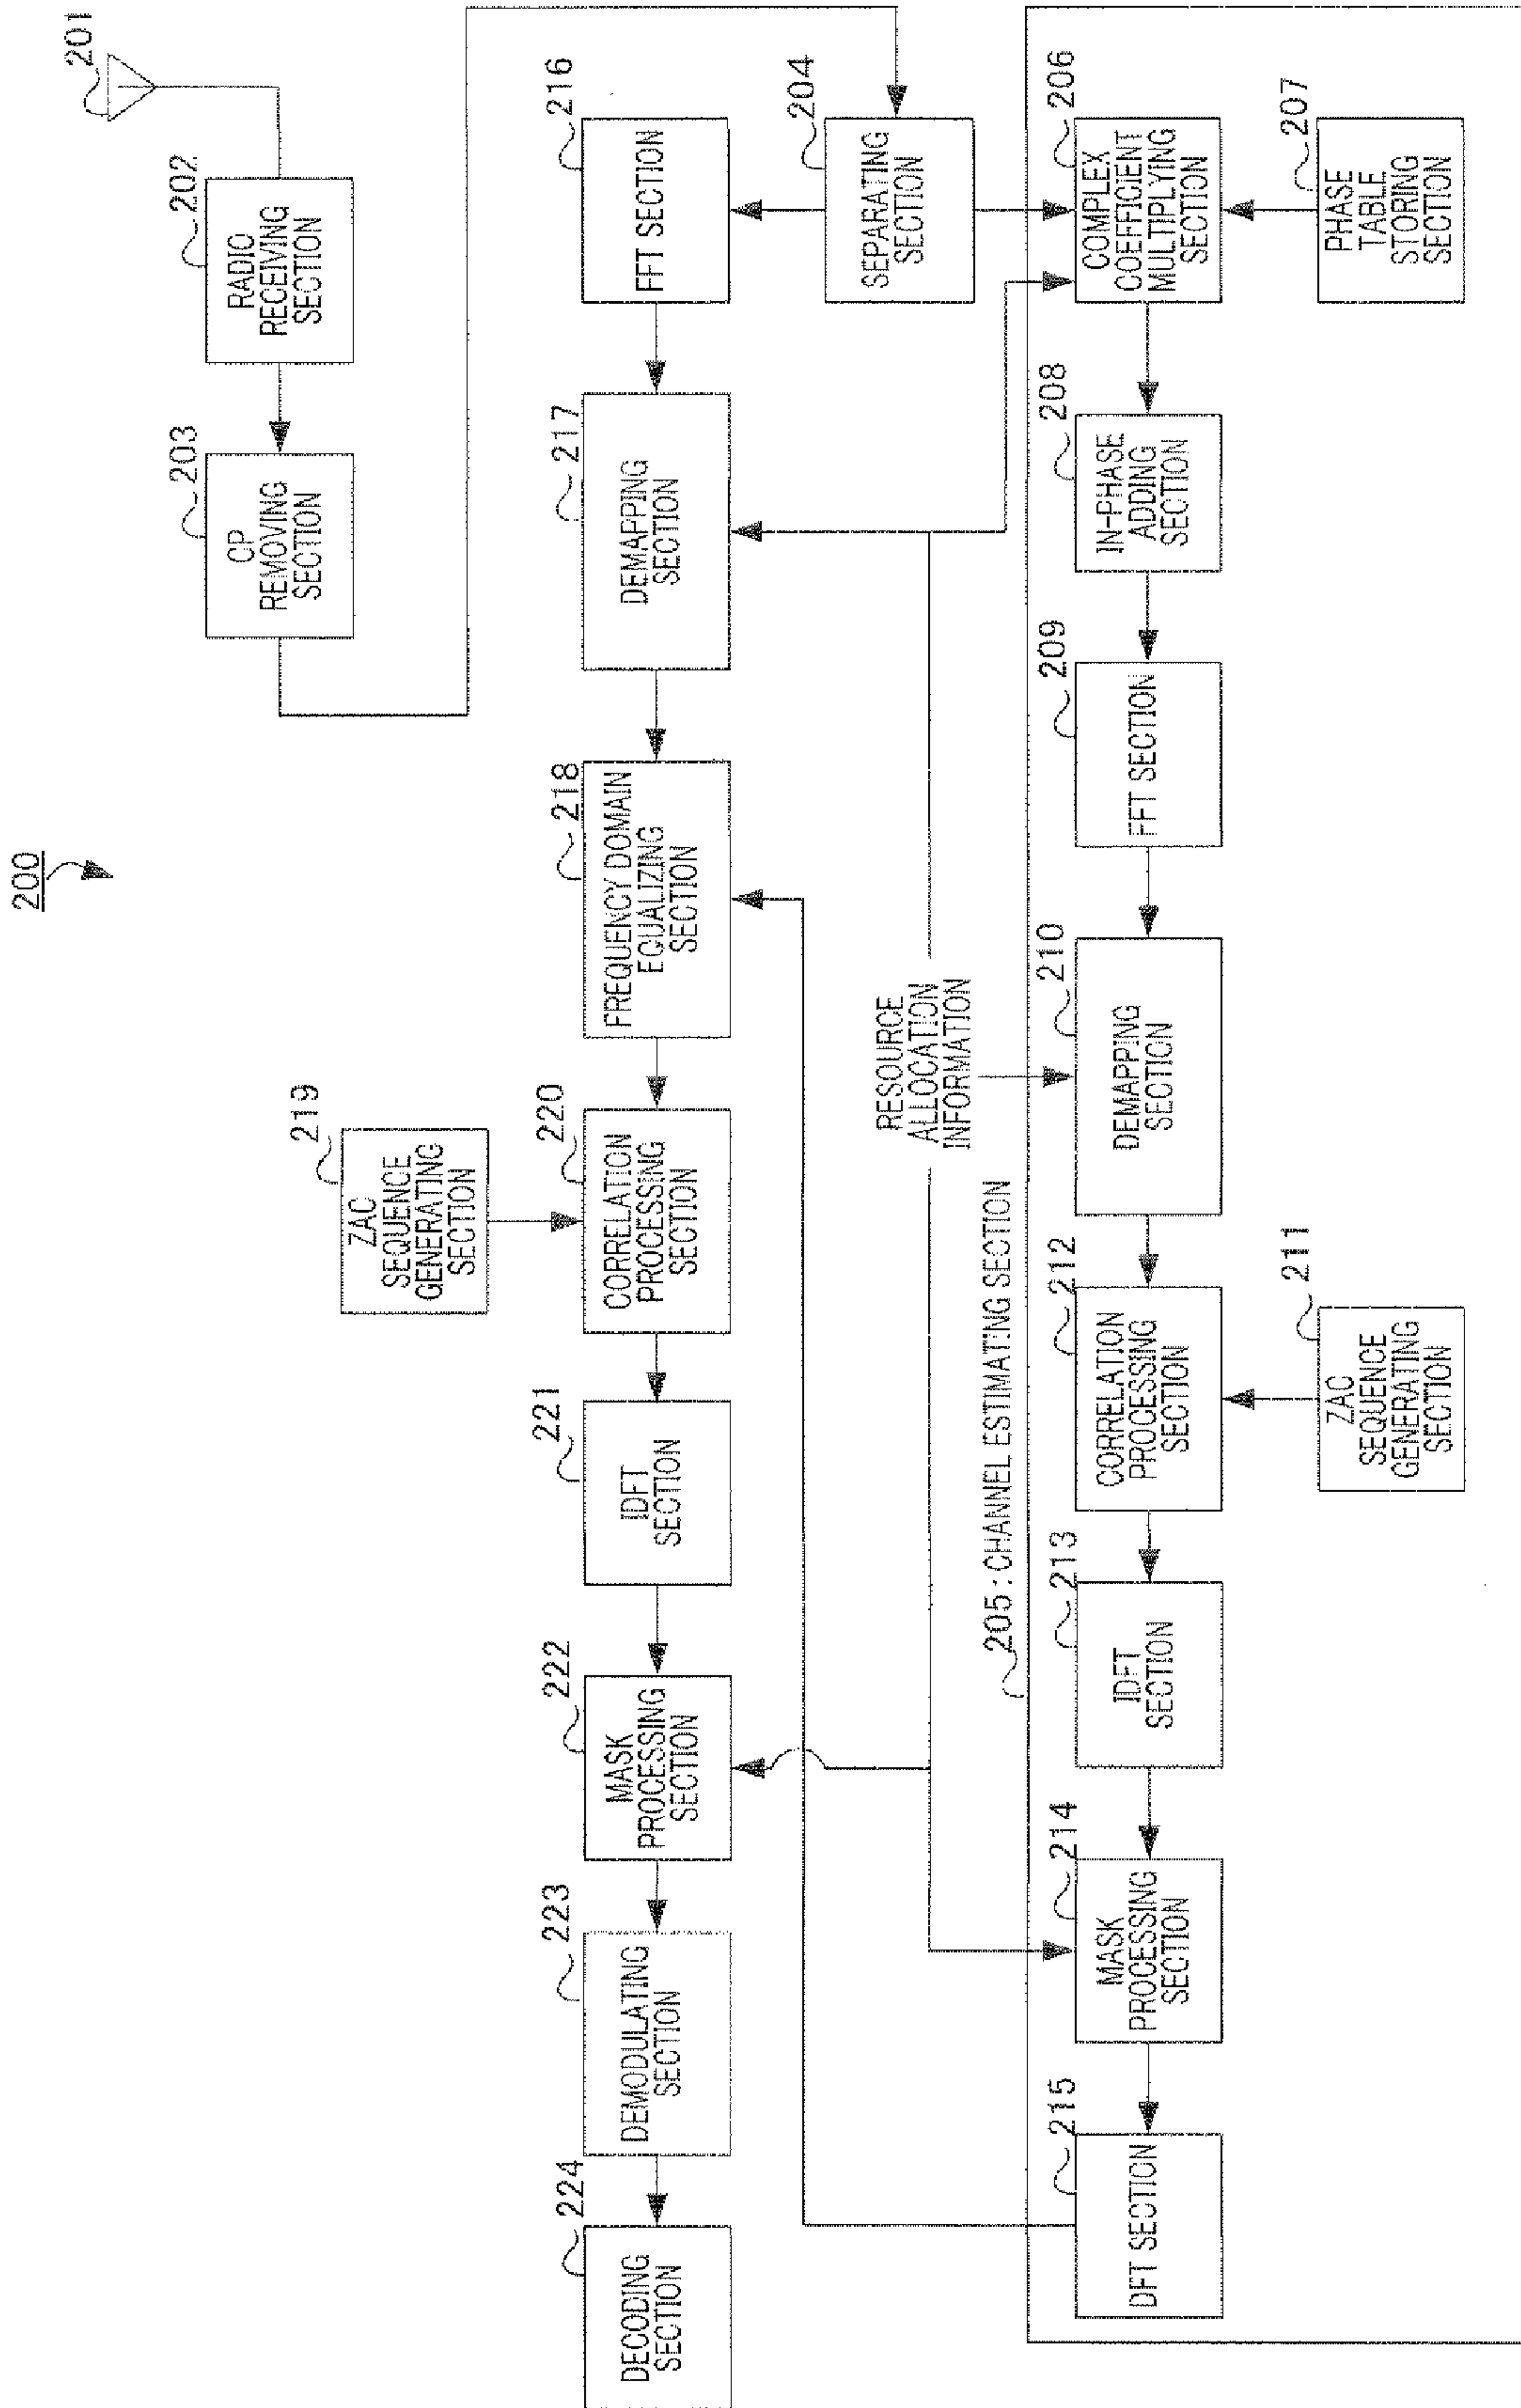 200
201
202
RADIO
RECEIVING
SECTION
203
CP
REMOVING
SECTION
219
ZAC
SEQUENCE
GENERATING
SECTION
224
DECODING
SECTION
223
DEMODULATING
SECTION
222
MASK
PROCESSING
SECTION
221
IDFT
SECTION
220
CORRELATION
PROCESSING
SECTION
218
FREQUENCY DOMAIN
EQUALIZING
SECTION
217
DEMAPPING
SECTION
216
FFT SECTION
204
SEPARATING
SECTION
RESOURCE
ALLOCATION
INFORMATION
205:CHANNEL ESTIMATING SECTION
215
DFT SECTION
214
MASK
PROCESSING
SECTION
213
IDFT
SECTION
212
CORRELATION
PROCESSING
SECTION
210
DEMAPPING
SECTION
209
FFT SECTION
208
IN-PHASE
ADDING
SECTION
206
COMPLEX
COEFFICIENT
MULTIPLYING
SECTION
211
ZAC
SEQUENCE
GENERATING
SECTION
207
PHASE
TABLE
STORING
SECTION